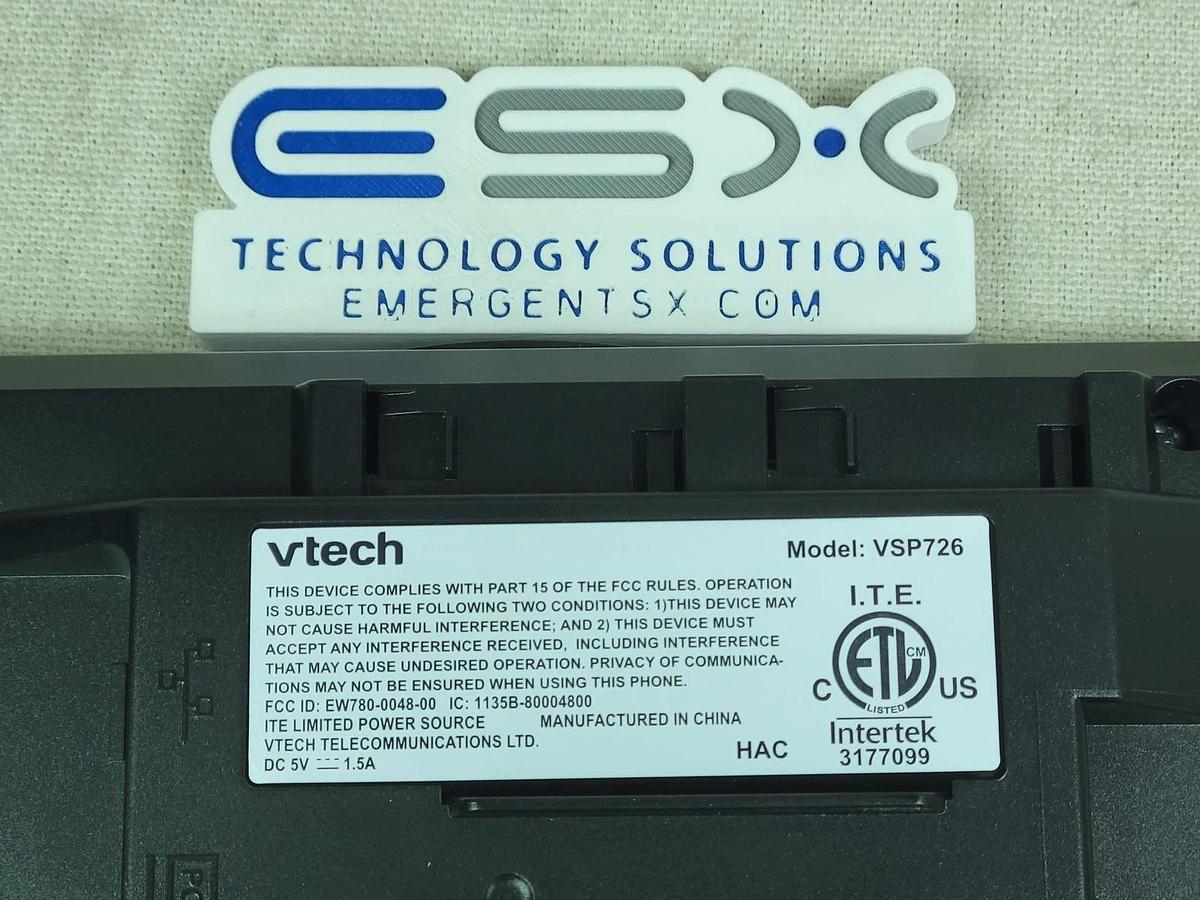 ESX
TECHNOLOGY SOLUTIONS
EMERGENTSX COM
vtech
Model: VSP726
THIS DEVICE COMPLIES WITH PART 15 OF THE FCC RULES. OPERATION
IS SUBJECT TO THE FOLLOWING TWO CONDITIONS: 1)THIS DEVICE MAY
NOT CAUSE HARMFUL INTERFERENCE; AND 2) THIS DEVICE MUST
ACCEPT ANY INTERFERENCE RECEIVED, INCLUDING INTERFERENCE
THAT MAY CAUSE UNDESIRED OPERATION. PRIVACY OF COMMUNICA-
TIONS MAY NOT BE ENSURED WHEN USING THIS PHONE.
FCC ID: EW780-0048-00 IC: 1135B-80004800
ITE LIMITED POWER SOURCE MANUFACTURED IN CHINA
VTECH TELECOMMUNICATIONS LTD.
DC 5V ⎓ 1.5A
HAC
I.T.E.
ETL CM
C US
LISTED
Intertek
3177099